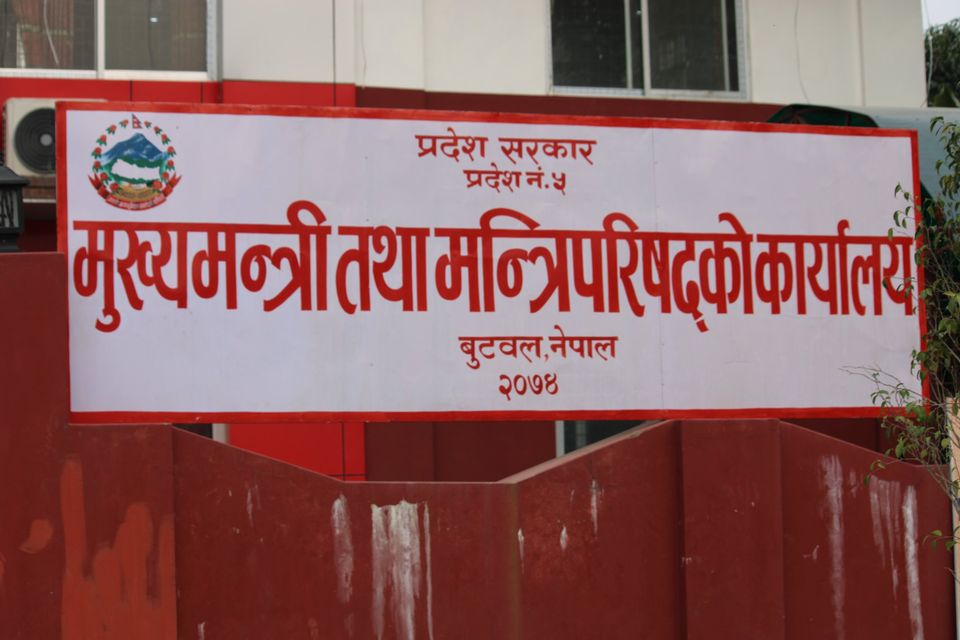 प्रदेश सरकार
प्रदेश नं.५
मुख्यमन्त्री तथा मन्त्रिपरिषद्को कार्यालय
बुटवल,नेपाल
२०७४